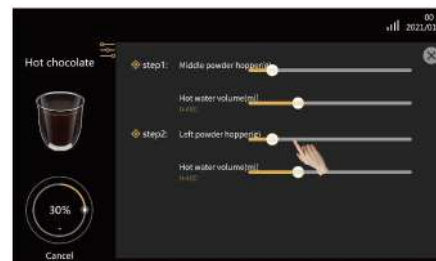 00
2021/01
Hot chocolate
step1: Middle powder hopper(g)
Hot water volume(ml)
step2: Left powder hopper(g)
Hot water volume(ml)
30%
Cancel